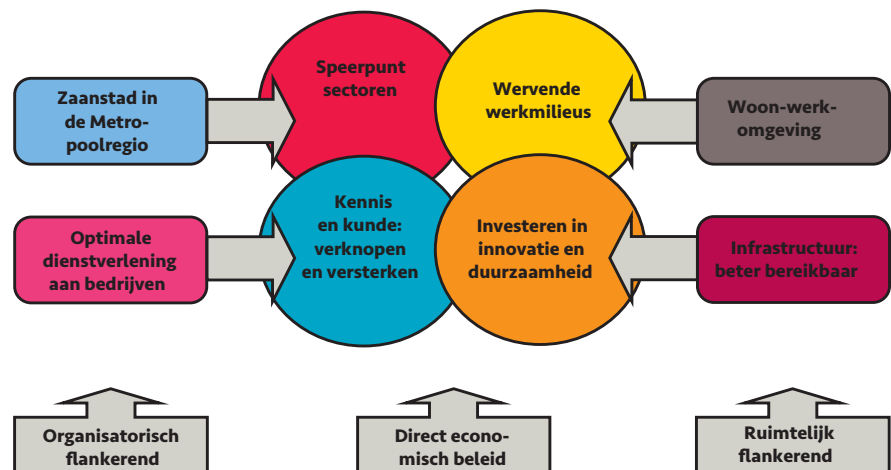 Speerpunt
sectoren
Wervende
werkmilieus
Zaanstad in
de Metro-
poolregio
Woon-werk-
omgeving
Kennis
en kunde:
verknopen
en versterken
Investeren in
innovatie en
duurzaamheid
Optimale
dienstverlening
aan bedrijven
Infrastructuur:
beter bereikbaar
Organisatorisch
flankerend
Direct econo-
misch beleid
Ruimtelijk
flankerend